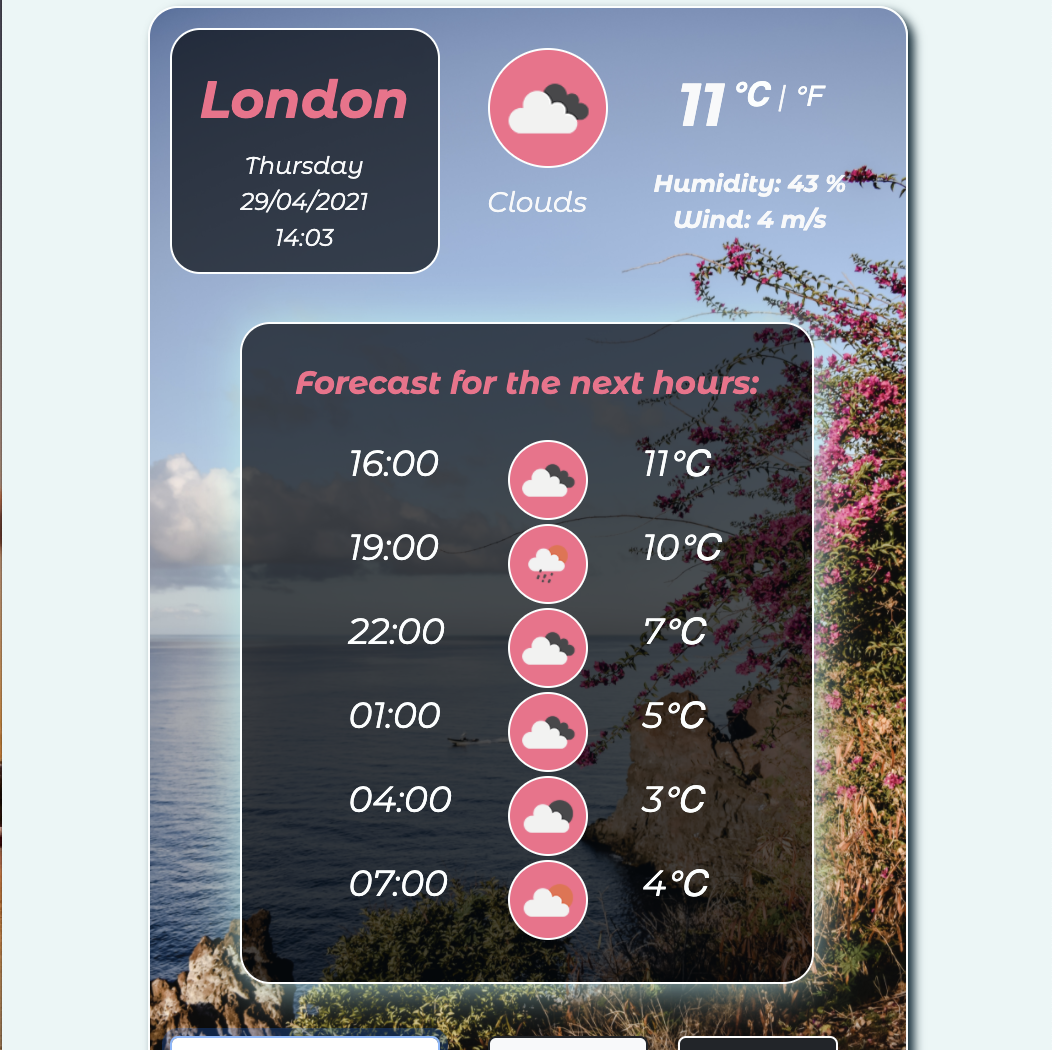 London
Thursday
29/04/2021
14:03
Clouds
11 °C | °F
Humidity: 43 %
Wind: 4 m/s
Forecast for the next hours:
16:00 11°C
19:00 10°C
22:00 7°C
01:00 5°C
04:00 3°C
07:00 4°C